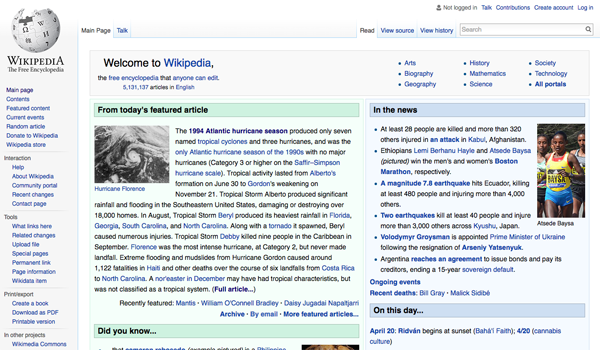 Not logged in Talk Contributions Create account Log in
Main Page Talk
Read View source View history Search
WIKIPEDIA
The Free Encyclopedia
Main page
Contents
Featured content
Current events
Random article
Donate to Wikipedia
Wikipedia store
Interaction
Help
About Wikipedia
Community portal
Recent changes
Contact page
Tools
What links here
Related changes
Upload file
Special pages
Permanent link
Page information
Wikidata item
Print/export
Create a book
Download as PDF
Printable version
In other projects
Wikimedia Commons
Welcome to Wikipedia,
the free encyclopedia that anyone can edit.
5,131,137 articles in English
Arts
Biography
Geography
History
Mathematics
Science
Society
Technology
All portals
From today's featured article
Hurricane Florence
The 1994 Atlantic hurricane season produced only seven
named tropical cyclones and three hurricanes, and was the
only Atlantic hurricane season of the 1990s with no major
hurricanes (Category 3 or higher on the Saffir–Simpson
hurricane scale). Tropical activity lasted from Alberto's
formation on June 30 to Gordon's weakening on
November 21. Tropical Storm Alberto produced significant
rainfall and flooding in the Southeastern United States, damaging or destroying over
18,000 homes. In August, Tropical Storm Beryl produced its heaviest rainfall in Florida,
Georgia, South Carolina, and North Carolina. Along with a tornado it spawned, Beryl
caused numerous injuries. Tropical Storm Debby killed nine people in the Caribbean in
September. Florence was the most intense hurricane, at Category 2, but never made
landfall. Extreme flooding and mudslides from Hurricane Gordon caused around
1,122 fatalities in Haiti and other deaths over the course of six landfalls from Costa Rica
to North Carolina. A nor'easter in December may have had tropical characteristics, but
was not classified as a tropical system. (Full article...)
Recently featured: Mantis · William O'Connell Bradley · Daisy Jugadai Napaltjarri
Archive · By email · More featured articles...
Did you know...
In the news
At least 28 people are killed and more than 320
others injured in an attack in Kabul, Afghanistan.
Ethiopians Lemi Berhanu Hayle and Atsede Baysa
(pictured) win the men's and women's Boston
Marathon, respectively.
A magnitude 7.8 earthquake hits Ecuador, killing
at least 480 people and injuring more than 4,000
others.
Two earthquakes kill at least 40 people and injure
more than 3,000 others across Kyushu, Japan.
Volodymyr Groysman is appointed Prime Minister of Ukraine
following the resignation of Arseniy Yatsenyuk.
Argentina reaches an agreement to issue bonds and pay its
creditors, ending a 15-year sovereign default.
BAYSA
Atsede Baysa
Ongoing events
Recent deaths: Bill Gray · Malick Sidibé
On this day...
April 20: Ridván begins at sunset (Bahá'í Faith); 4/20 (cannabis
culture)